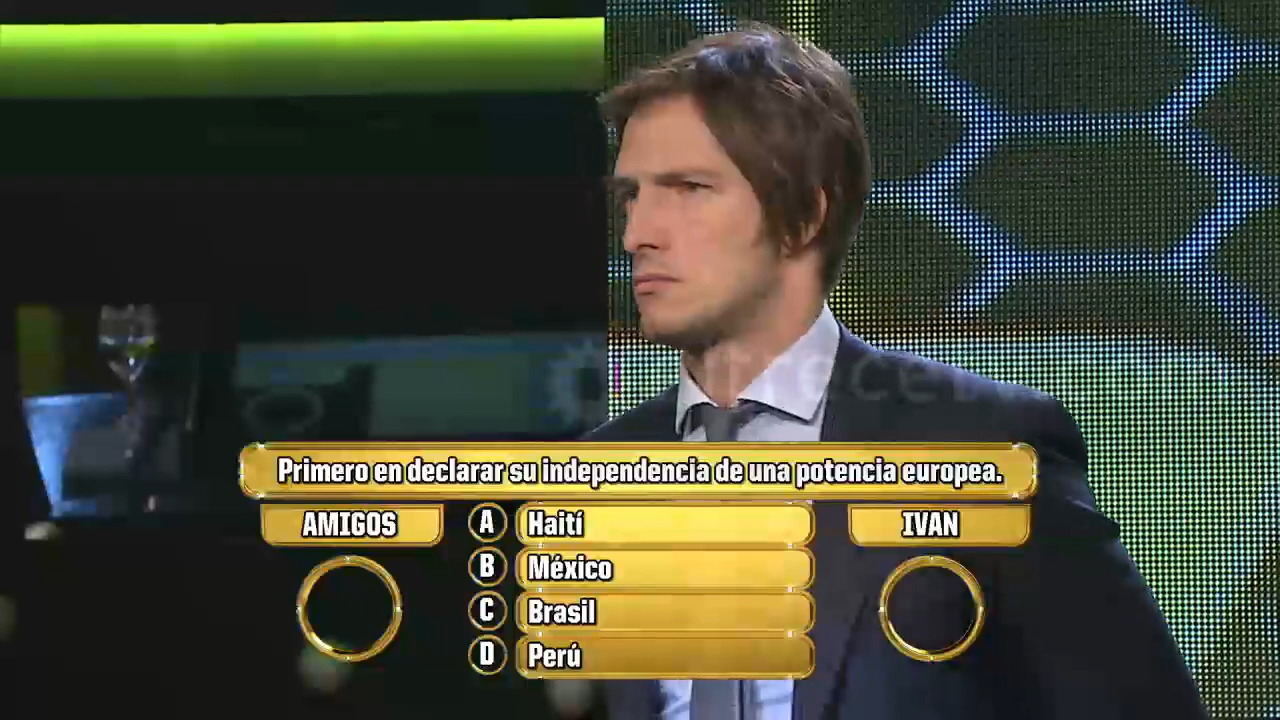 Primero en declarar su independencia de una potencia europea.
AMIGOS
IVAN
A Haití
B México
C Brasil
D Perú